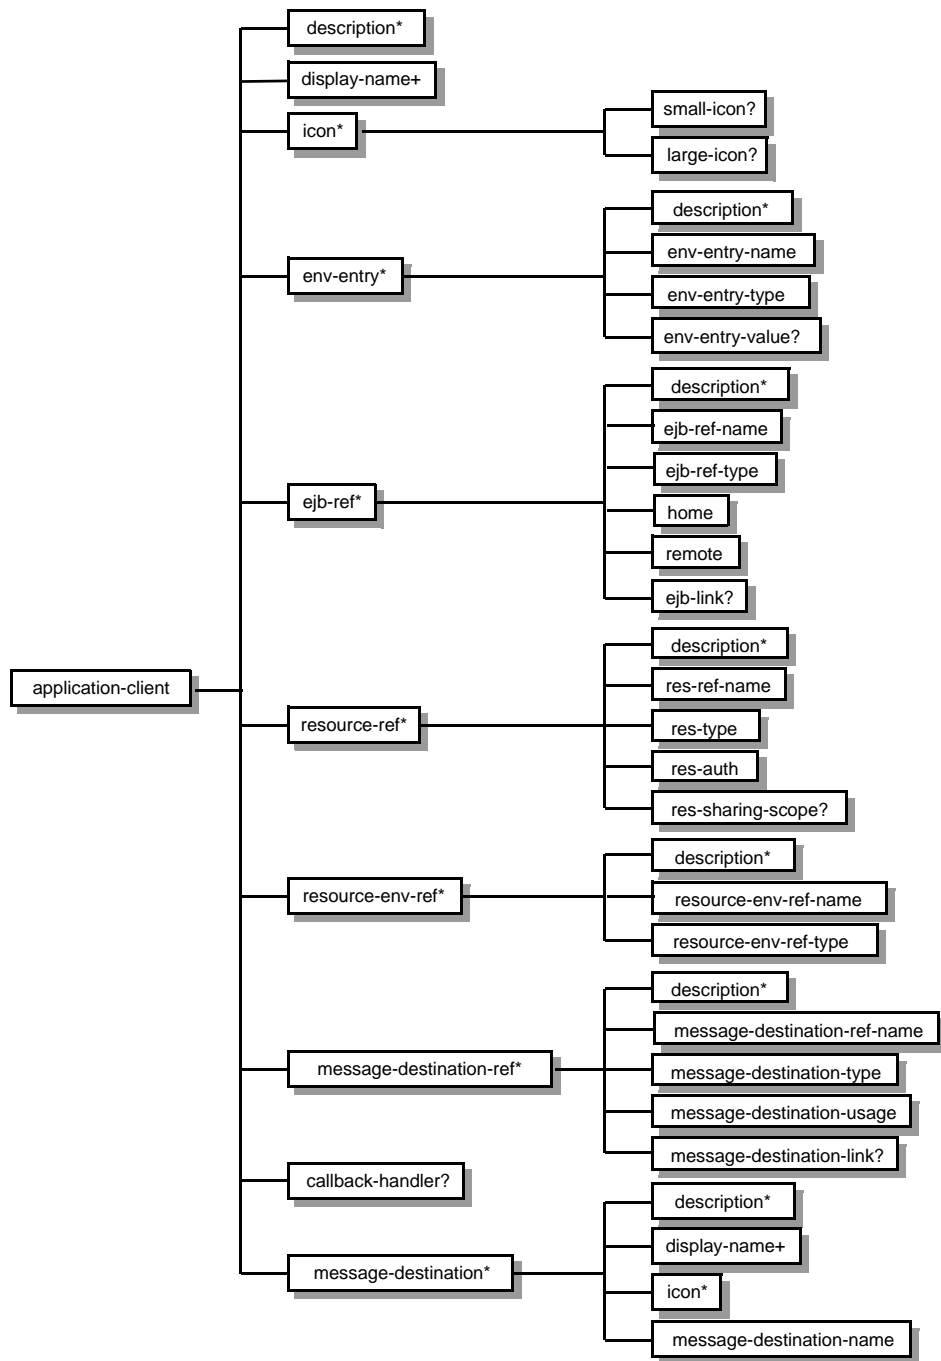 application-client
description*
display-name+
icon*
small-icon?
large-icon?
env-entry*
description*
env-entry-name
env-entry-type
env-entry-value?
ejb-ref*
description*
ejb-ref-name
ejb-ref-type
home
remote
ejb-link?
resource-ref*
description*
res-ref-name
res-type
res-auth
res-sharing-scope?
resource-env-ref*
description*
resource-env-ref-name
resource-env-ref-type
message-destination-ref*
description*
message-destination-ref-name
message-destination-type
message-destination-usage
message-destination-link?
callback-handler?
message-destination*
description*
display-name+
icon*
message-destination-name